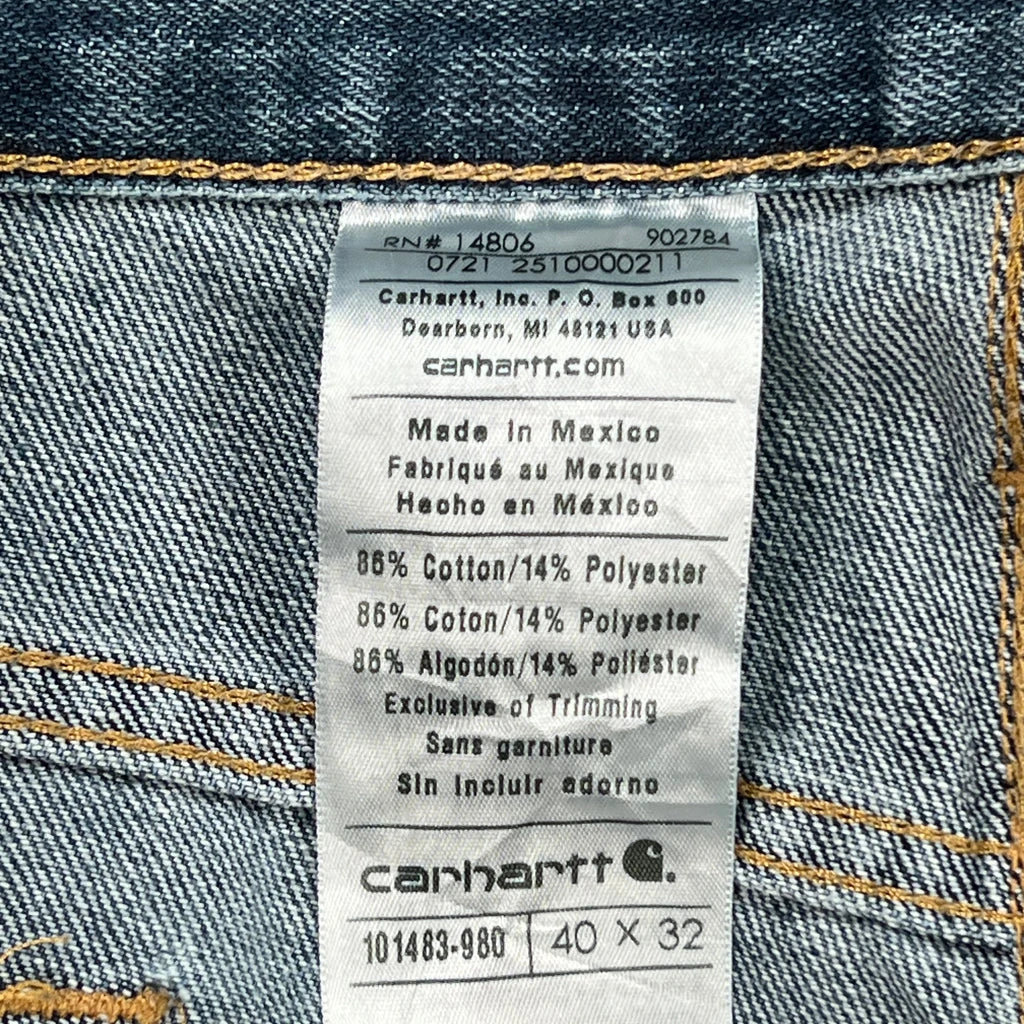 RN# 14806 902784
0721 2510000211
Carhartt, Inc. P. O. Box 600
Dearborn, MI 48121 USA
carhartt.com
Made in Mexico
Fabriqué au Mexique
Hecho en México
86% Cotton/14% Polyester
86% Coton/14% Polyester
86% Algodón/14% Poliéster
Exclusive of Trimming
Sans garniture
Sin incluir adorno
carhartt
101483-980 40 X 32